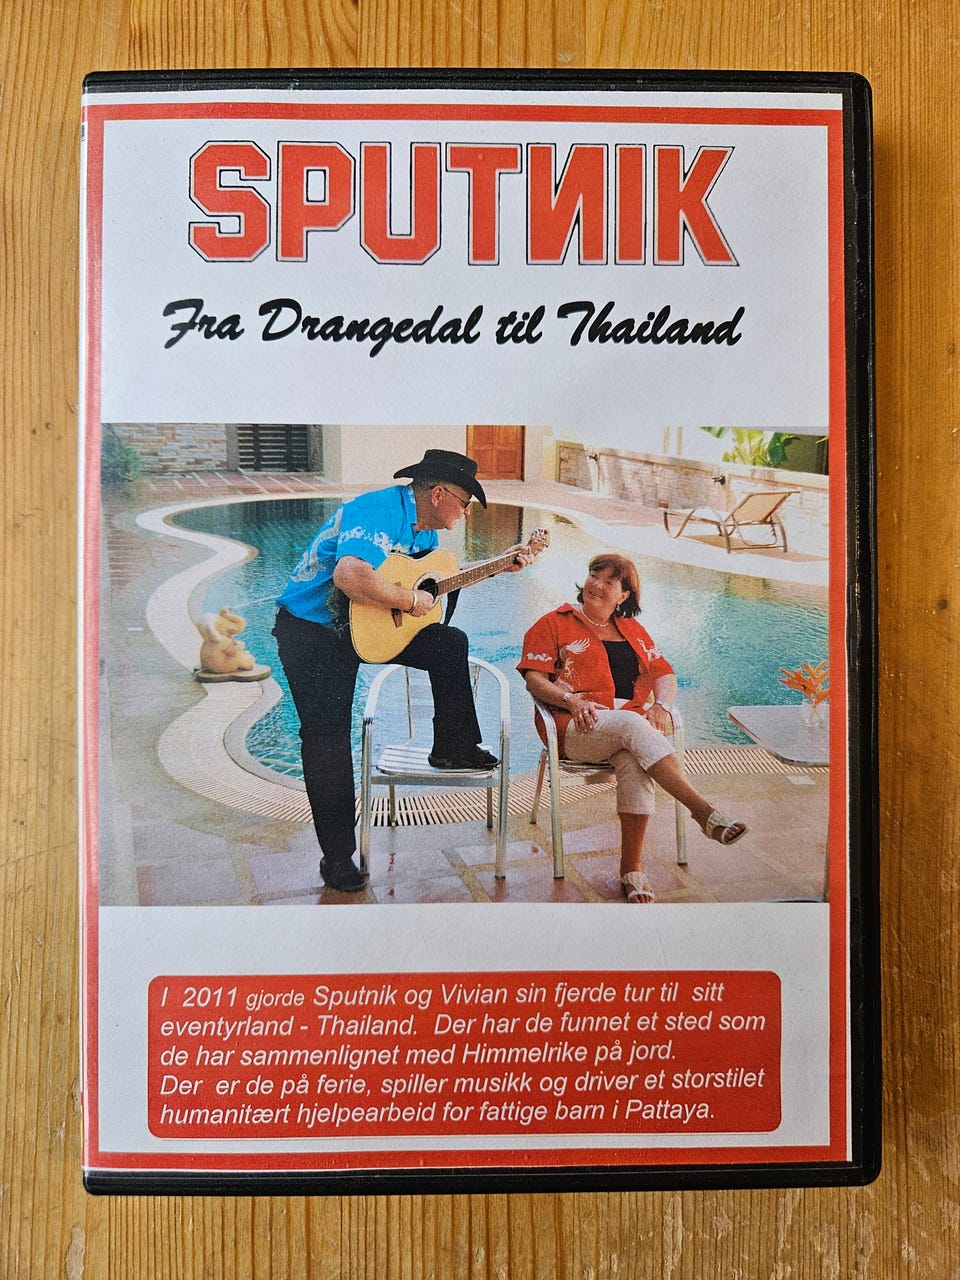 SPUTNIK
Fra Drangedal til Thailand
I 2011 gjorde Sputnik og Vivian sin fjerde tur til sitt
eventyrland - Thailand. Der har de funnet et sted som
de har sammenlignet med Himmelrike på jord.
Der er de på ferie, spiller musikk og driver et storstilet
humanitært hjelpearbeid for fattige barn i Pattaya.